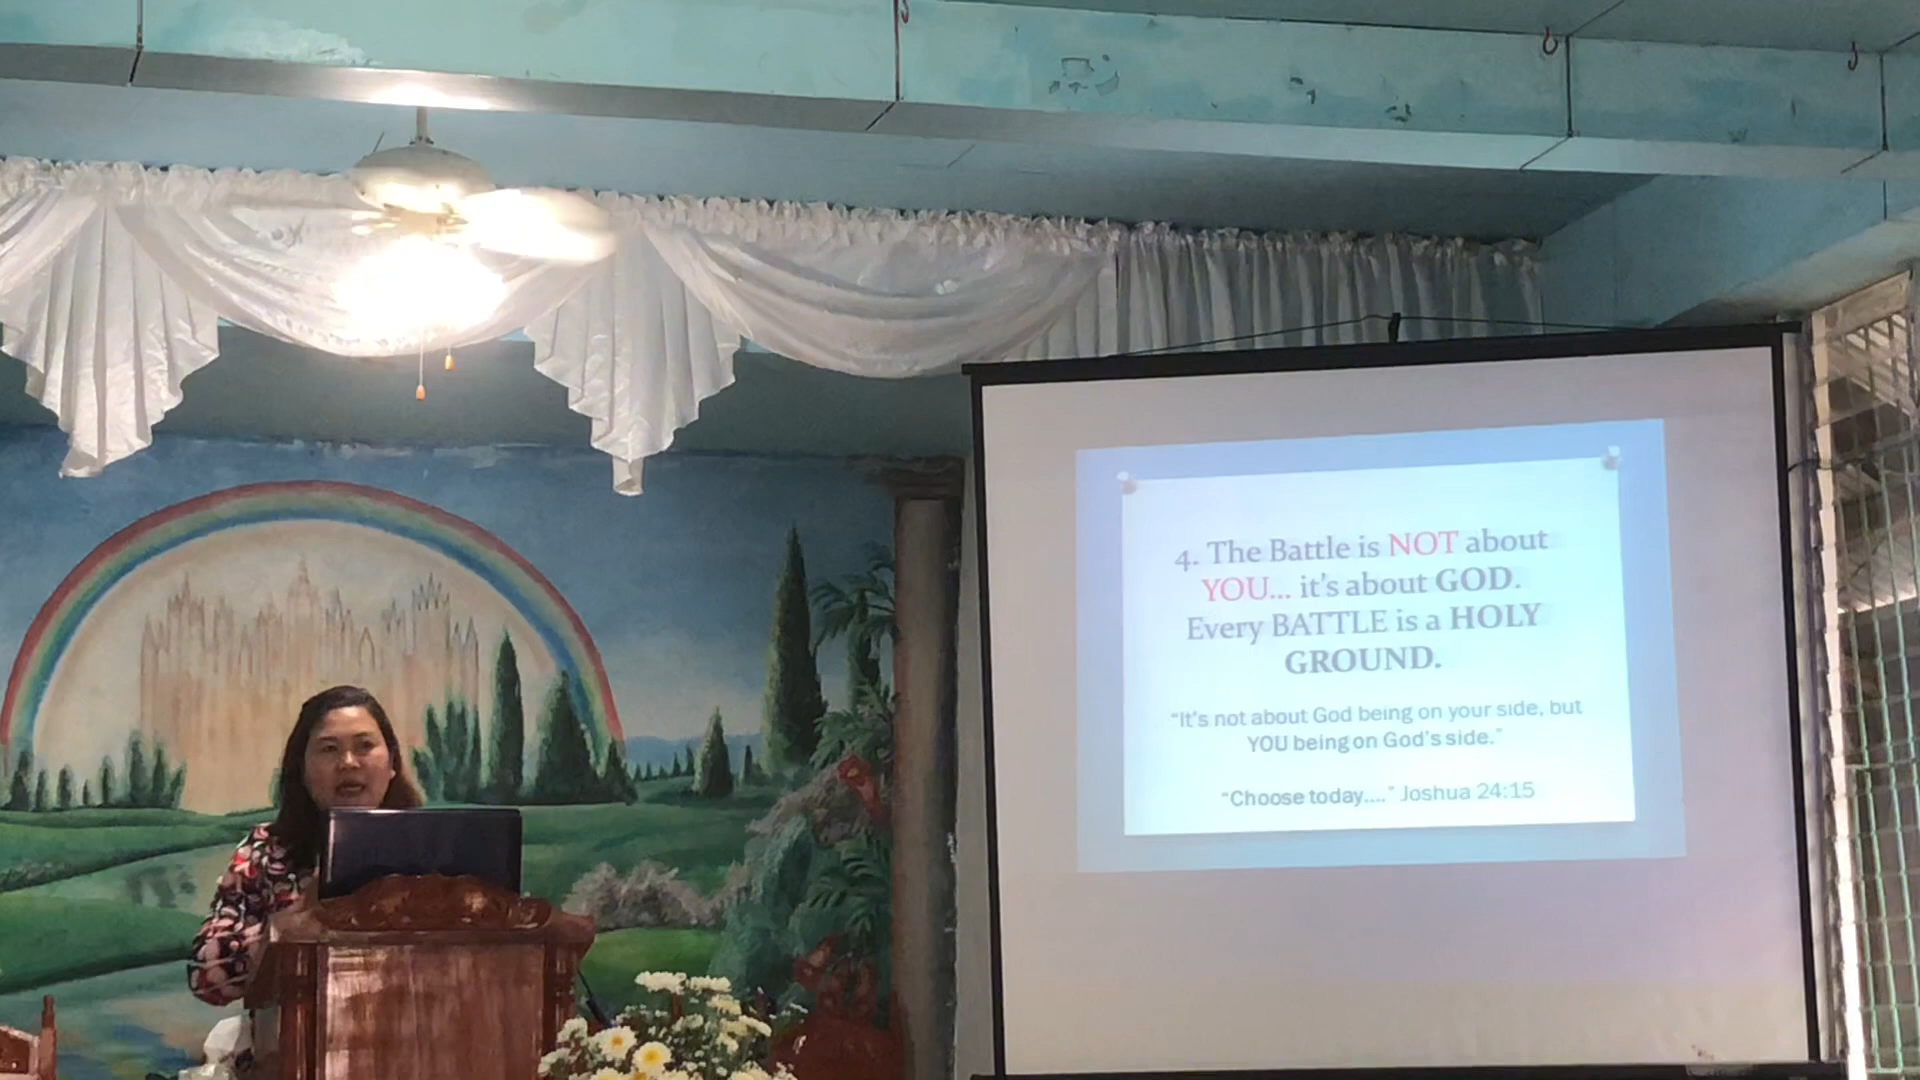 4. The Battle is NOT about
YOU... it's about GOD.
Every BATTLE is a HOLY
GROUND.
“It's not about God being on your side, but
YOU being on God's side.”
“Choose today....” Joshua 24:15